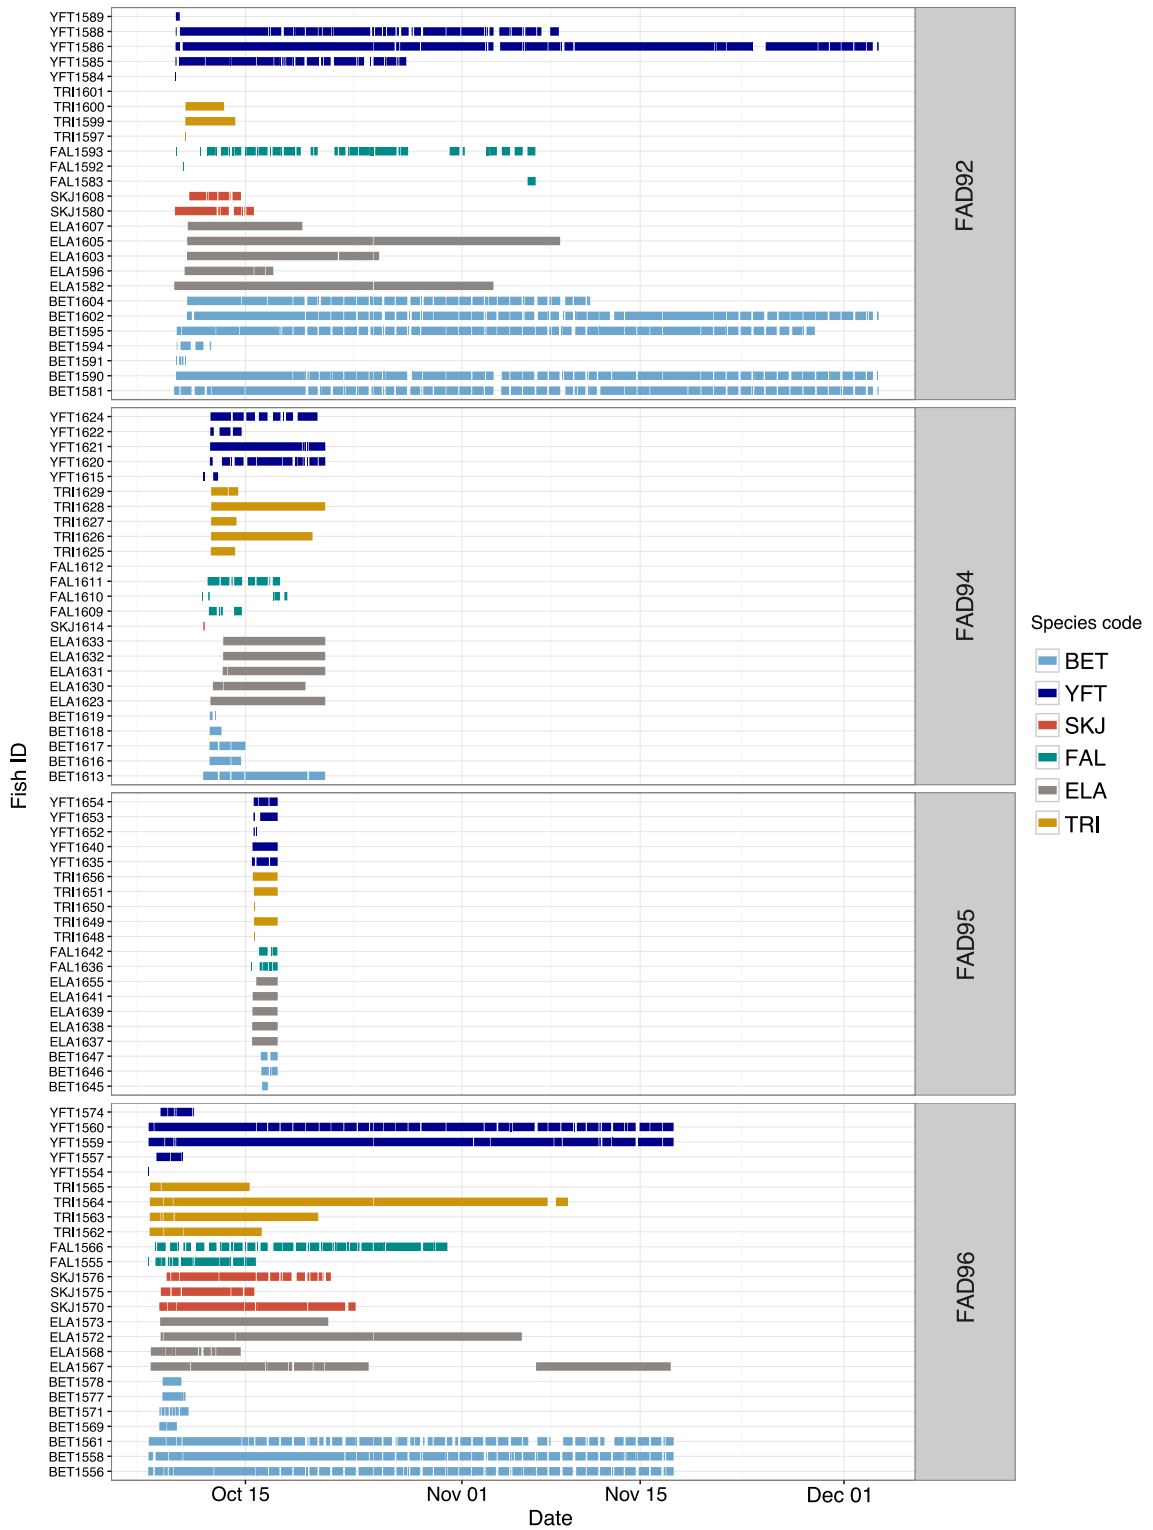 YFT1589
YFT1588
YFT1586
YFT1585
YFT1584
TRI1601
TRI1600
TRI1599
TRI1597
FAL1593
FAL1592
FAL1583
SKJ1608
SKJ1580
ELA1607
ELA1605
ELA1603
ELA1596
ELA1582
BET1604
BET1602
BET1595
BET1594
BET1591
BET1590
BET1581
FAD92
YFT1624
YFT1622
YFT1621
YFT1620
YFT1615
TRI1629
TRI1628
TRI1627
TRI1626
TRI1625
FAL1612
FAL1611
FAL1610
FAL1609
SKJ1614
ELA1633
ELA1632
ELA1631
ELA1630
ELA1623
BET1619
BET1618
BET1617
BET1616
BET1613
FAD94
YFT1654
YFT1653
YFT1652
YFT1640
YFT1635
TRI1656
TRI1651
TRI1650
TRI1649
TRI1648
FAL1642
FAL1636
ELA1655
ELA1641
ELA1639
ELA1638
ELA1637
BET1647
BET1646
BET1645
FAD95
YFT1574
YFT1560
YFT1559
YFT1557
YFT1554
TRI1565
TRI1564
TRI1563
TRI1562
FAL1566
FAL1555
SKJ1576
SKJ1575
SKJ1570
ELA1573
ELA1572
ELA1568
ELA1567
BET1578
BET1577
BET1571
BET1569
BET1561
BET1558
BET1556
FAD96
Fish ID
Oct 15
Nov 01
Nov 15
Dec 01
Date
Species code
BET
YFT
SKJ
FAL
ELA
TRI